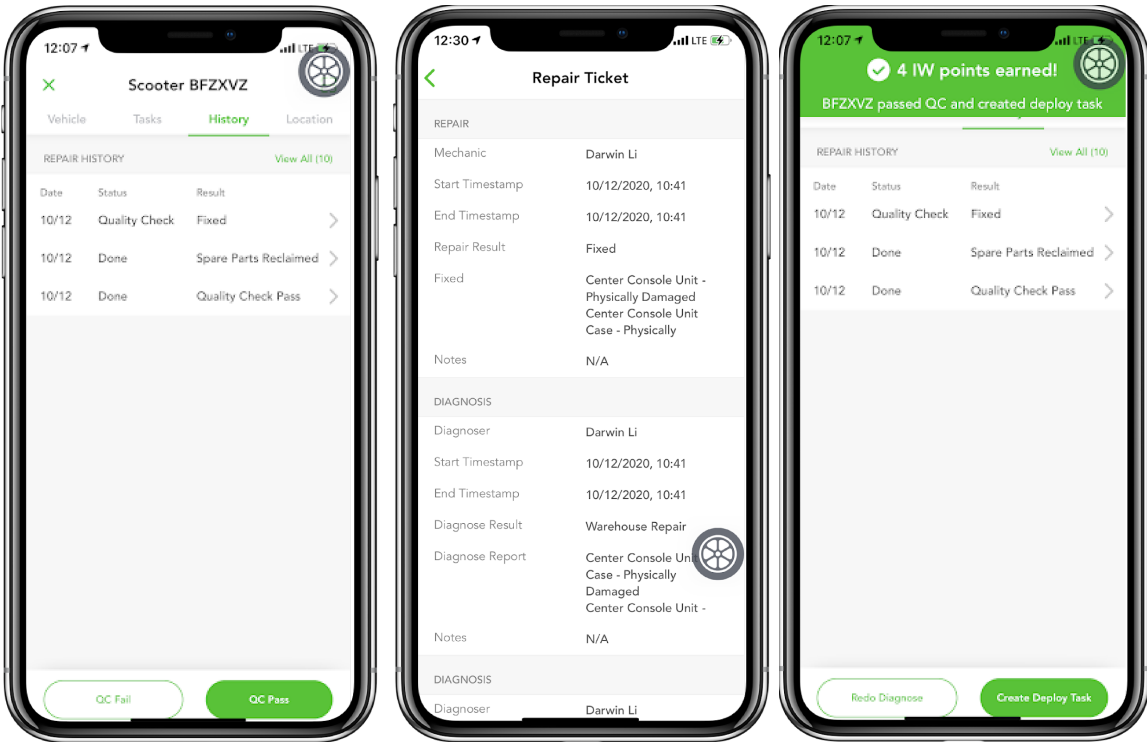 12:07
LTE
Scooter BFZXVZ
Vehicle Tasks History Location
REPAIR HISTORY View All (10)
Date Status Result
10/12 Quality Check Fixed
10/12 Done Spare Parts Reclaimed
10/12 Done Quality Check Pass
QC Fail QC Pass
12:30 LTE
Repair Ticket
REPAIR
Mechanic Darwin Li
Start Timestamp 10/12/2020, 10:41
End Timestamp 10/12/2020, 10:41
Repair Result Fixed
Fixed Center Console Unit -
Physically Damaged
Center Console Unit
Case - Physically
Notes N/A
DIAGNOSIS
Diagnoser Darwin Li
Start Timestamp 10/12/2020, 10:41
End Timestamp 10/12/2020, 10:41
Diagnose Result Warehouse Repair
Diagnose Report Center Console Unit
Case - Physically
Damaged
Center Console Unit -
Notes N/A
DIAGNOSIS
Diagnoser Darwin Li
12:07 LTE
4 IW points earned!
BFZXVZ passed QC and created deploy task
REPAIR HISTORY View All (10)
Date Status Result
10/12 Quality Check Fixed
10/12 Done Spare Parts Reclaimed
10/12 Done Quality Check Pass
Redo Diagnose Create Deploy Task